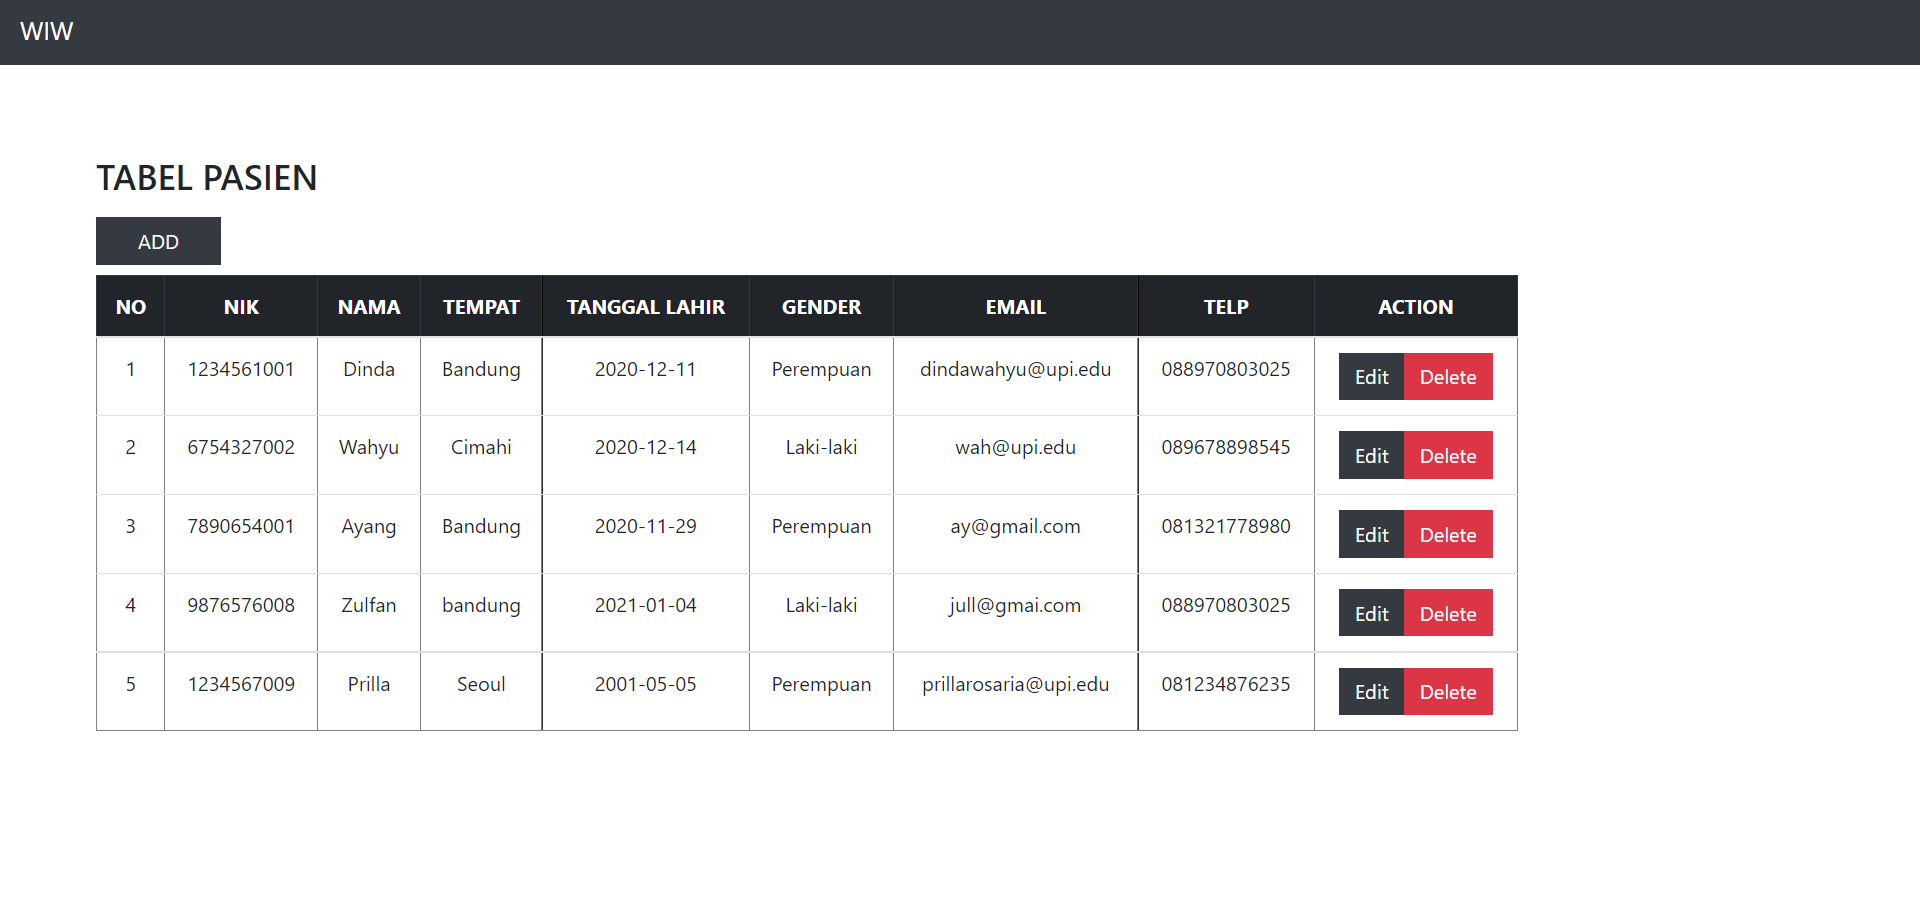 WIW
TABEL PASIEN
ADD
NO NIK NAMA TEMPAT TANGGAL LAHIR GENDER EMAIL TELP ACTION
1 1234561001 Dinda Bandung 2020-12-11 Perempuan dindawahyu@upi.edu 088970803025 Edit Delete
2 6754327002 Wahyu Cimahi 2020-12-14 Laki-laki wah@upi.edu 089678898545 Edit Delete
3 7890654001 Ayang Bandung 2020-11-29 Perempuan ay@gmail.com 081321778980 Edit Delete
4 9876576008 Zulfan bandung 2021-01-04 Laki-laki jull@gmai.com 088970803025 Edit Delete
5 1234567009 Prilla Seoul 2001-05-05 Perempuan prillarosaria@upi.edu 081234876235 Edit Delete